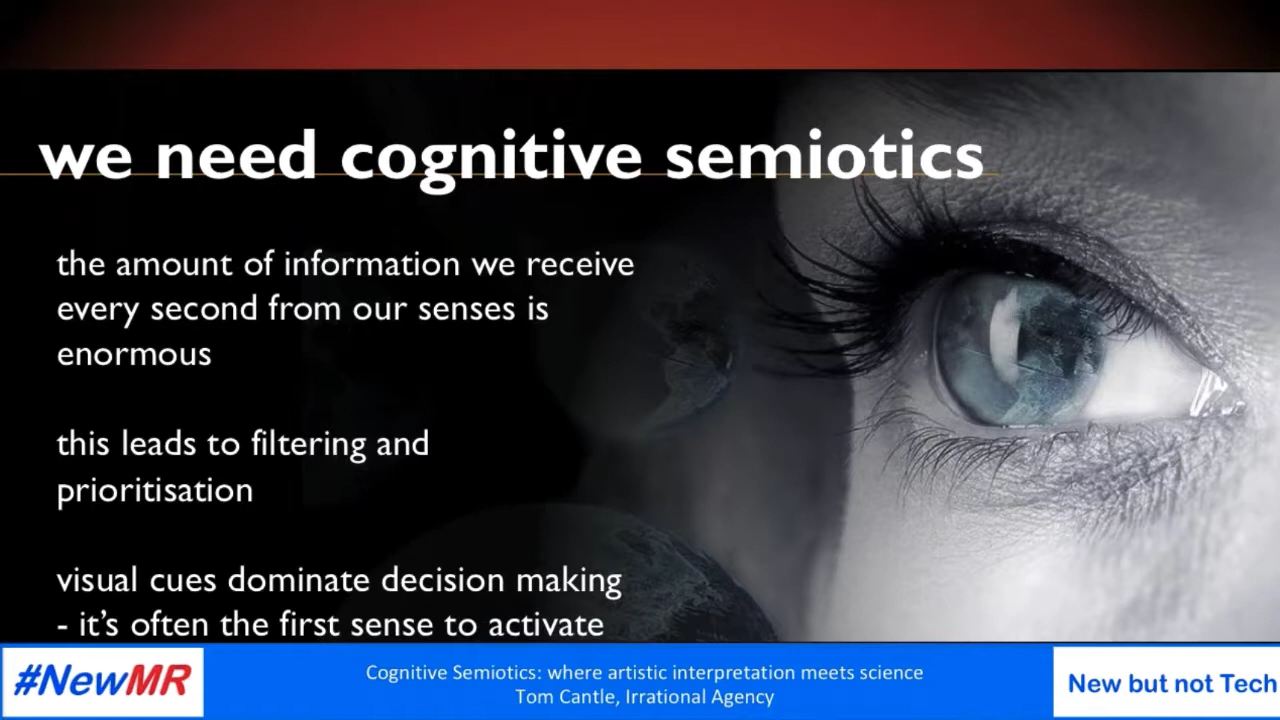 we need cognitive semiotics
the amount of information we receive
every second from our senses is
enormous
this leads to filtering and
prioritisation
visual cues dominate decision making
- it’s often the first sense to activate
#NewMR
Cognitive Semiotics: where artistic interpretation meets science
Tom Cantle, Irrational Agency
New but not Tech